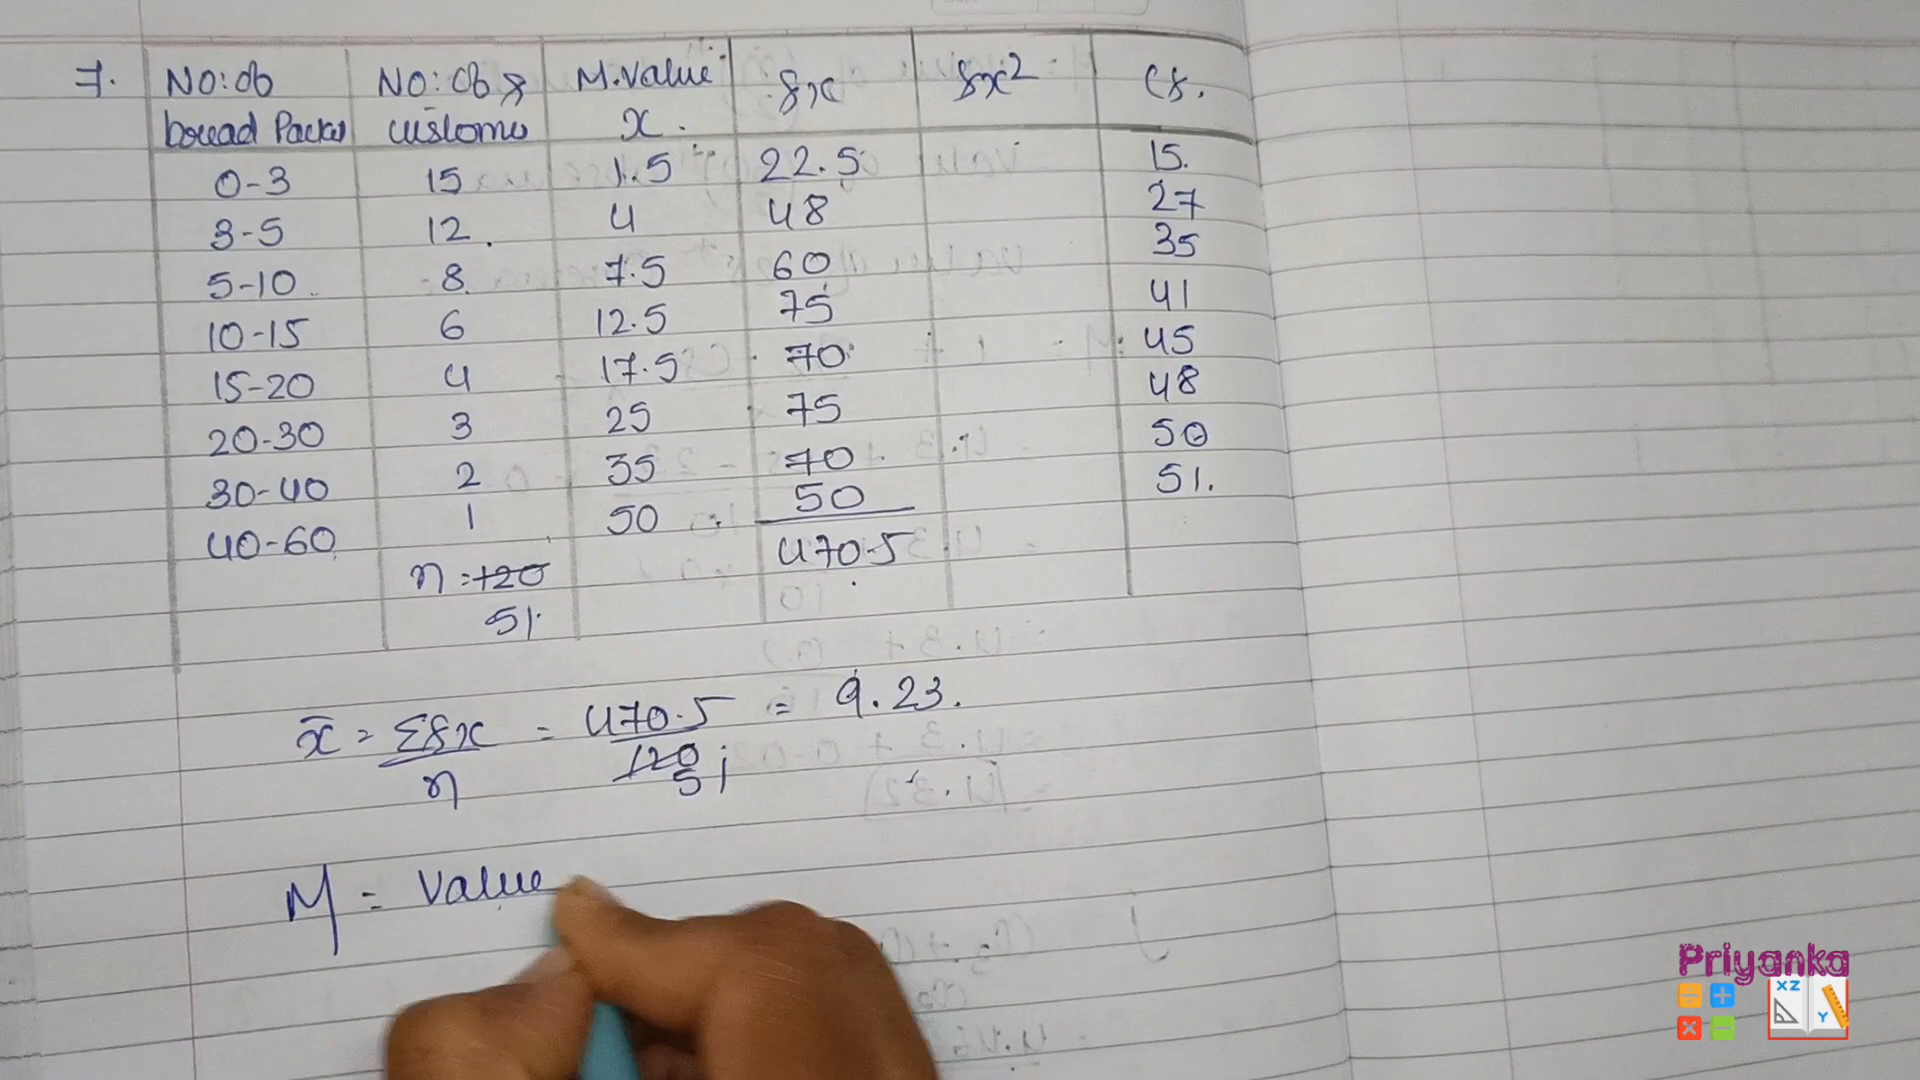 7. No: of bread Packs No: of f customs M.Value x. fx fx² Cf.
0-3 15 1.5 22.5 15.
3-5 12. 4 48 27
5-10 8 7.5 60 35
10-15 6 12.5 75 41
15-20 4 17.5 70 45
20-30 3 25 75 48
30-40 2 35 70 50
40-60 1 50 50 51.
n = 120 470.5
51.
x̄ = Σfx / n = 470.5 / 120 51 = 9.23.
M = Value
Priyanka
XZ
Y